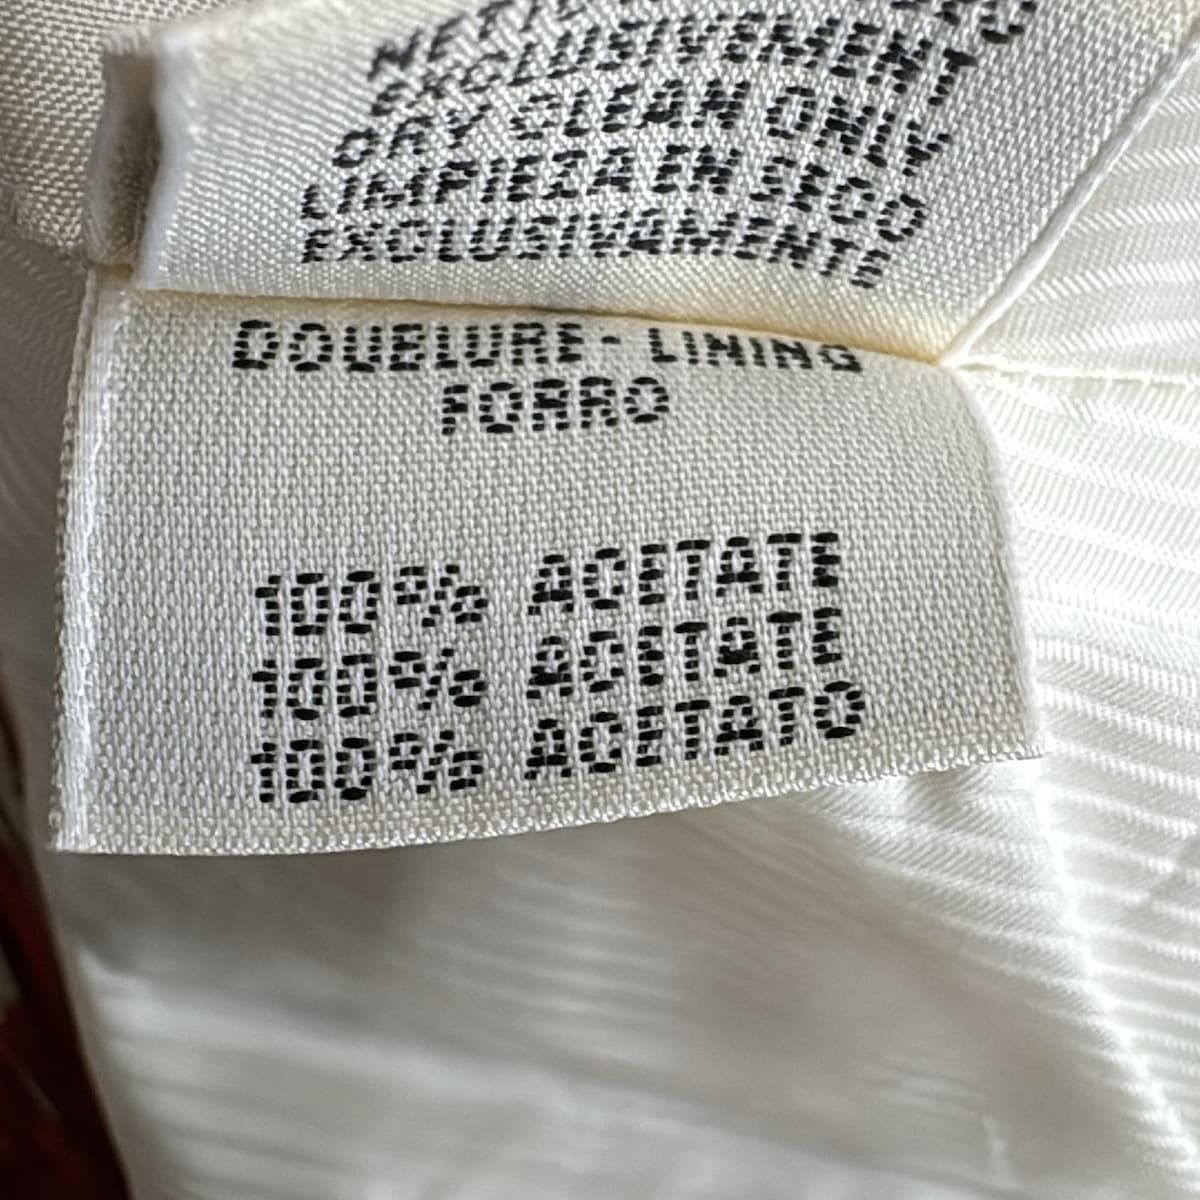 EXCLUSIVEMENT
DRY CLEAN ONLY
LIMPIEZA EN SECO
EXCLUSIVAMENTE
DOUBLURE - LINING
FORRO
100% ACETATE
100% ACETATE
100% ACETATO